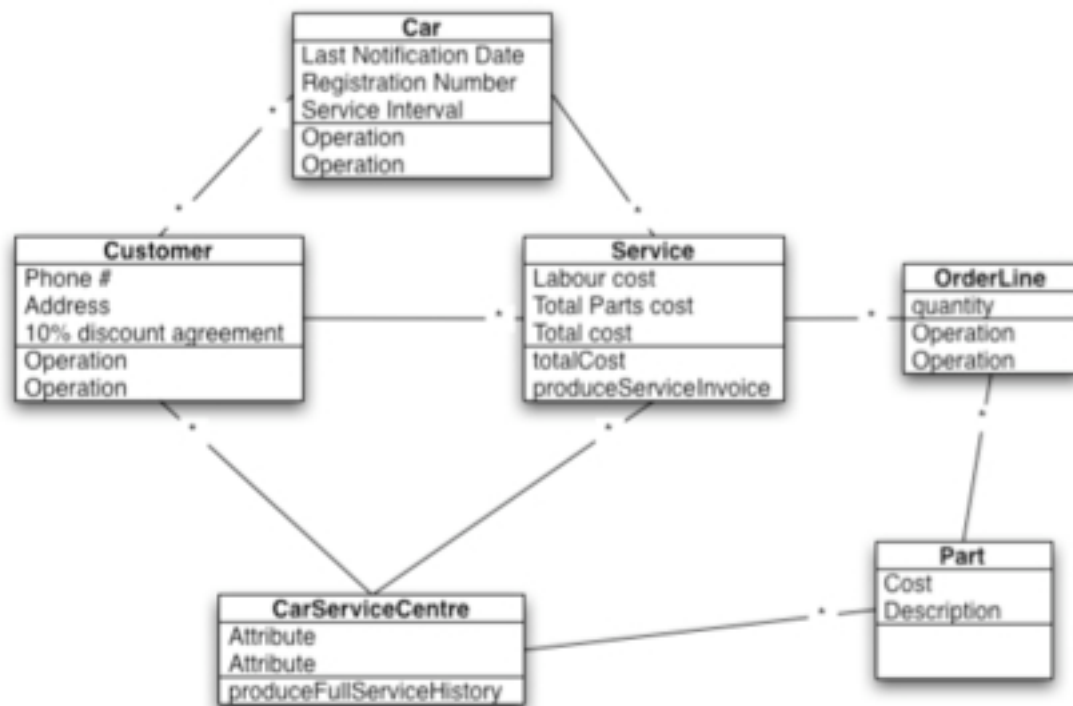 Car
Last Notification Date
Registration Number
Service Interval
Operation
Operation
*
*
*
Customer
Phone #
Address
10% discount agreement
Operation
Operation
*
Service
Labour cost
Total Parts cost
Total cost
totalCost
produceServiceInvoice
*
OrderLine
quantity
Operation
Operation
*
*
*
Part
Cost
Description
*
CarServiceCentre
Attribute
Attribute
produceFullServiceHistory